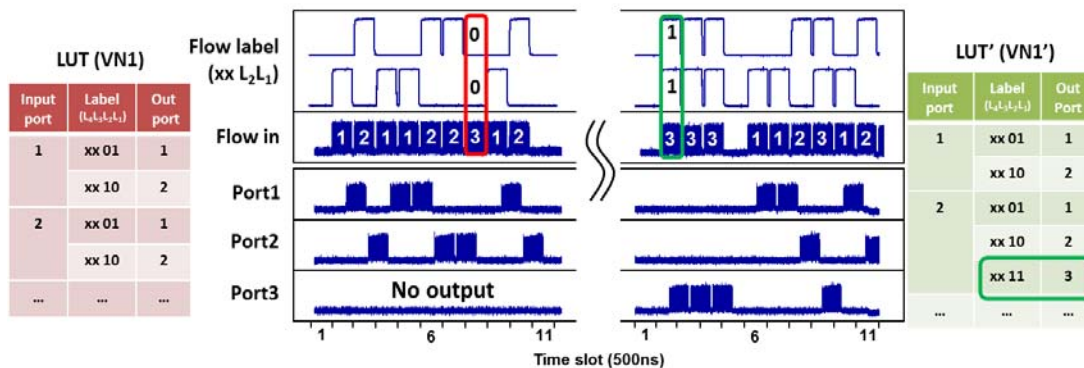 LUT (VN1)
Input port	Label (L₄L₃L₂L₁)	Out Port
1	xx 01	1
xx 10	2
2	xx 01	1
xx 10	2
...	...	...
Flow label (xx L₂L₁)
0
0
1
1
Flow in
1 2 1 1 2 2 3 1 2
3 3 3 1 1 2 3 1 2
Port1
Port2
Port3
No output
1 6 11 1 6 11
Time slot (500ns)
LUT' (VN1')
Input port	Label (L₄L₃L₂L₁)	Out Port
1	xx 01	1
xx 10	2
2	xx 01	1
xx 10	2
xx 11	3
...	...	...